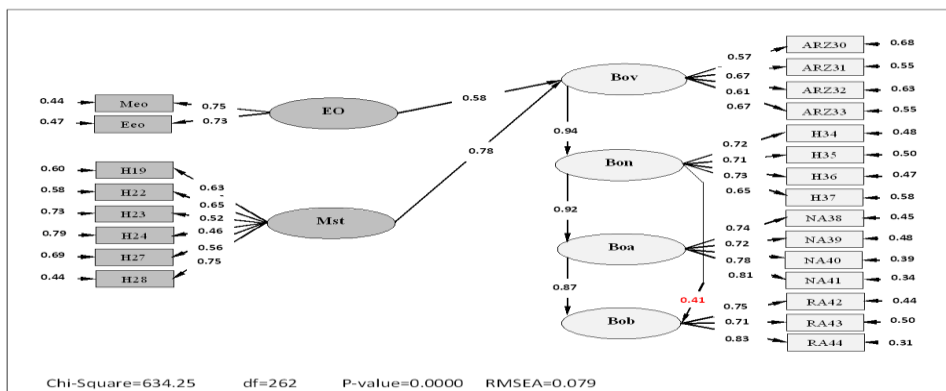 ARZ30 0.68
0.57
ARZ31 0.55
Bov
0.67
ARZ32 0.63
0.61
0.44 Meo 0.75 EO 0.58
0.67
ARZ33 0.55
0.47 Eeo 0.73
0.94
H34 0.48
0.72
0.78
H35 0.50
0.71
0.60 H19
Bon
0.73
H36 0.47
0.58 H22 0.63
0.65
H37 0.58
0.65
0.73 H23 0.52
Mst
0.92
NA38 0.45
0.79 H24 0.46
0.74
NA39 0.48
0.69 H27 0.56
Boa
0.72
0.78
NA40 0.39
0.44 H28 0.75
0.81
NA41 0.34
0.87
0.41
0.75
RA42 0.44
Bob
0.71
RA43 0.50
0.83
RA44 0.31
Chi-Square=634.25 df=262 P-value=0.0000 RMSEA=0.079